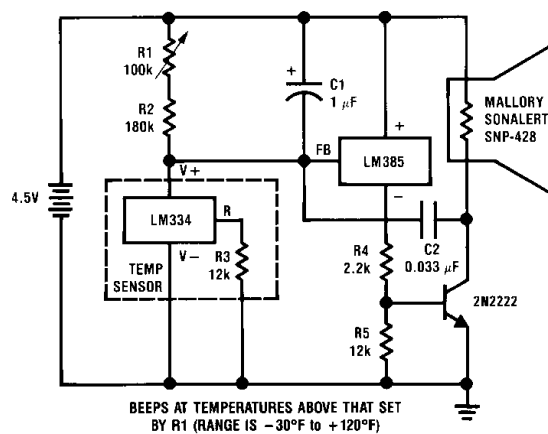 R1
100k
R2
180k
+
C1
1 μF
MALLORY
SONALERT
SNP-428
+
FB
LM385
–
V+
4.5V
LM334
R
V–
R3
12k
TEMP
SENSOR
R4
2.2k
C2
0.033 μF
2N2222
R5
12k
BEEPS AT TEMPERATURES ABOVE THAT SET
BY R1 (RANGE IS –30°F to +120°F)